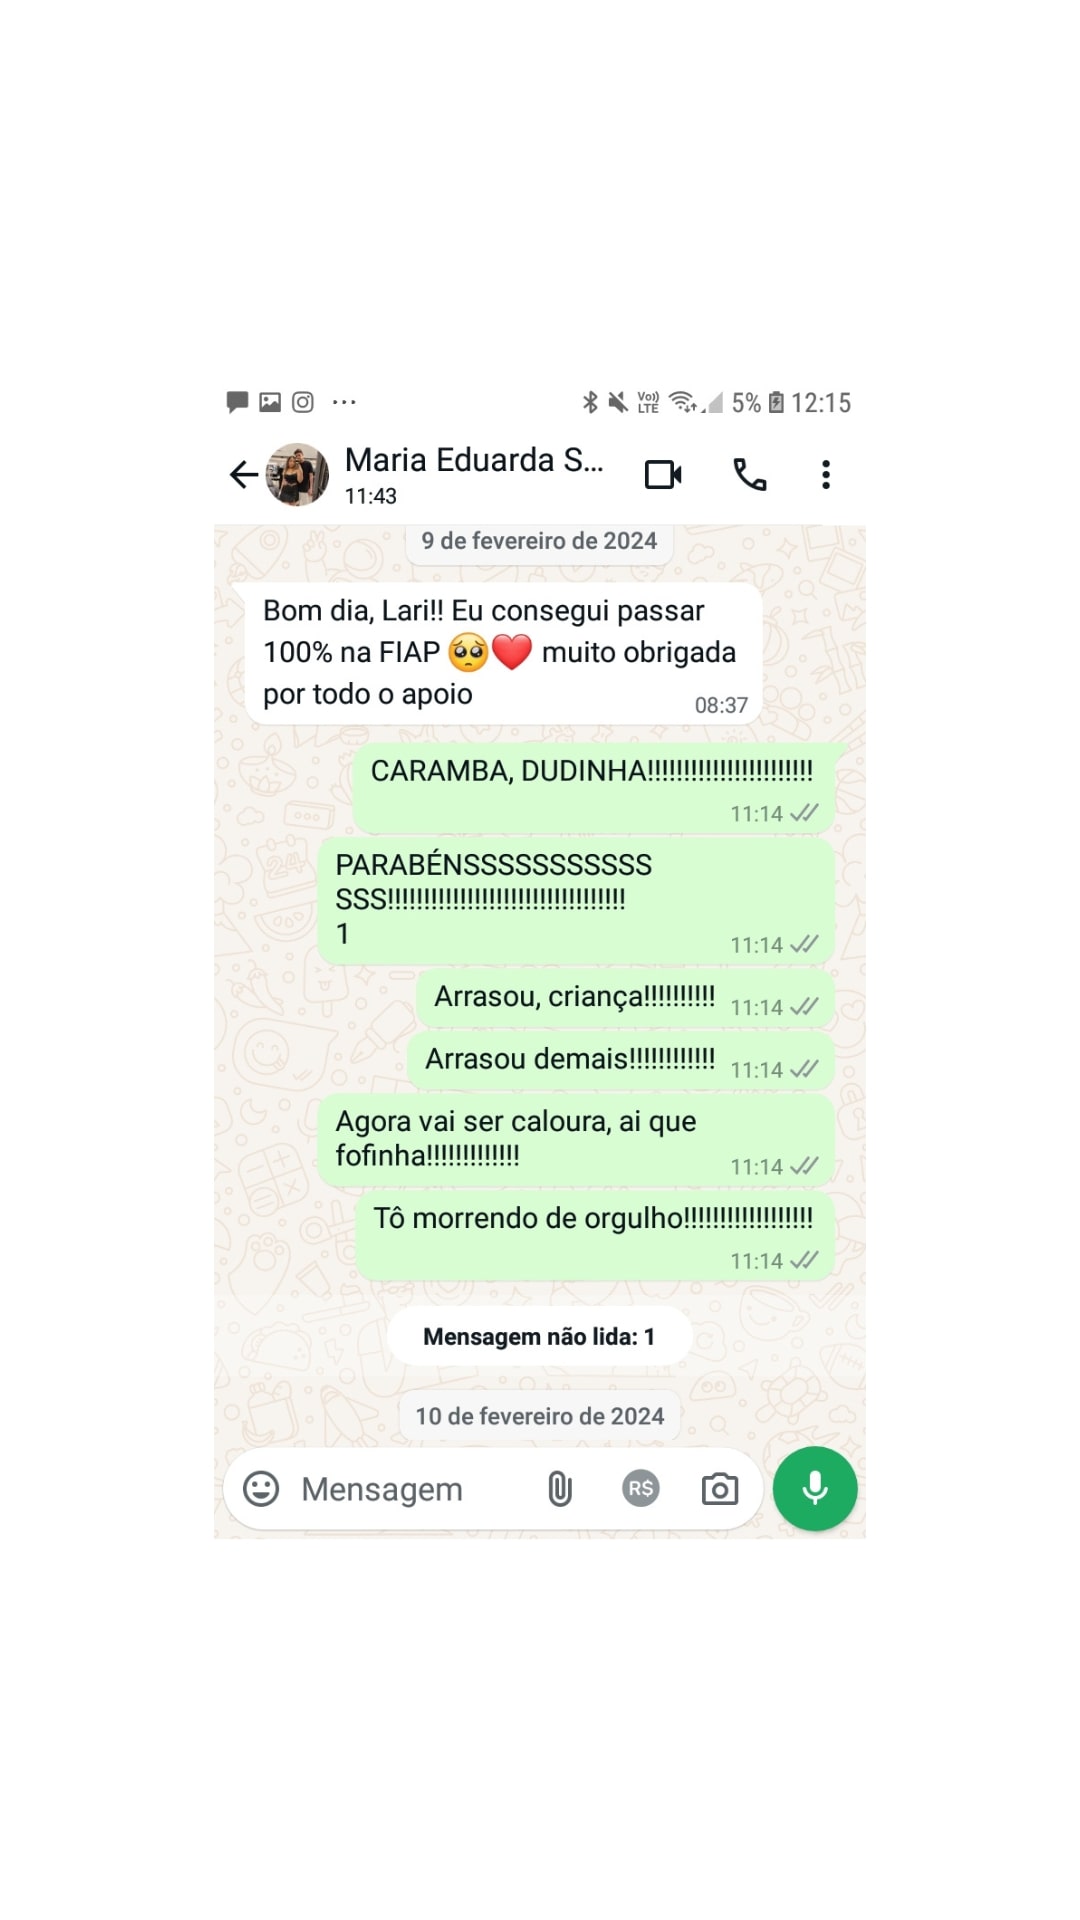 5% 12:15
Maria Eduarda S...
11:43
9 de fevereiro de 2024
Bom dia, Lari!! Eu consegui passar
100% na FIAP 🥺❤️ muito obrigada
por todo o apoio
08:37
CARAMBA, DUDINHA!!!!!!!!!!!!!!!!!!!!!!!
11:14
PARABÉNSSSSSSSSSSS
SSS!!!!!!!!!!!!!!!!!!!!!!!!!!!!!!!!!
1
11:14
Arrasou, criança!!!!!!!!!! 11:14
Arrasou demais!!!!!!!!!!!! 11:14
Agora vai ser caloura, ai que
fofinha!!!!!!!!!!!!!
11:14
Tô morrendo de orgulho!!!!!!!!!!!!!!!!!!
11:14
Mensagem não lida: 1
10 de fevereiro de 2024
Mensagem R$